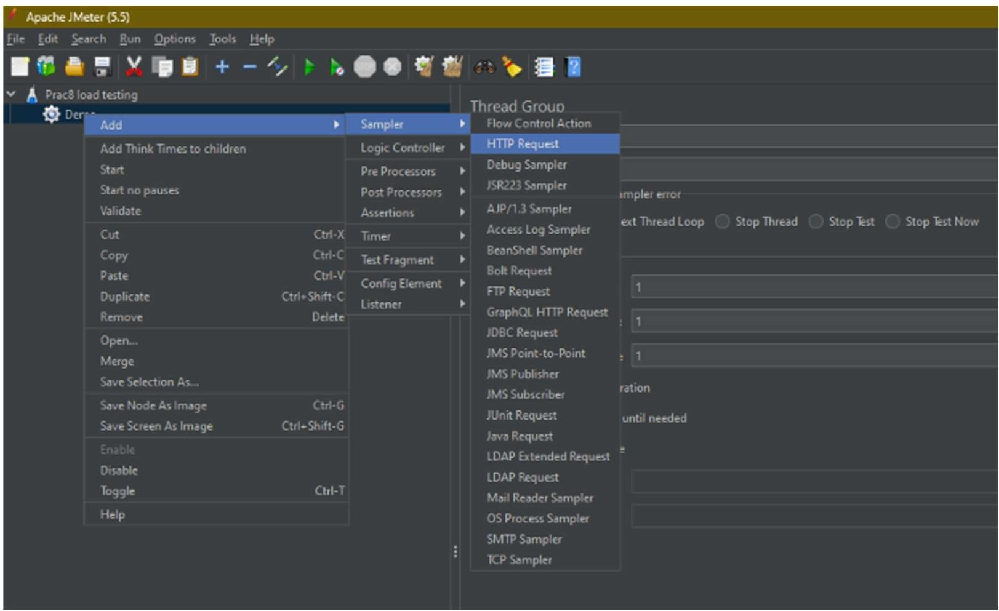 Apache JMeter (5.5)
File Edit Search Run Options Tools Help
STOP
Prac8 load testing
Thread Group
Add
Add Think Times to children
Start
Start no pauses
Validate
Cut Ctrl-X
Copy Ctrl-C
Paste Ctrl-V
Duplicate Ctrl+Shift-C
Remove Delete
Open...
Merge
Save Selection As...
Save Node As Image Ctrl-G
Save Screen As Image Ctrl+Shift-G
Enable
Disable
Toggle Ctrl-T
Help
Sampler
Logic Controller
Pre Processors
Post Processors
Assertions
Timer
Test Fragment
Config Element
Listener
Flow Control Action
HTTP Request
Debug Sampler
JSR223 Sampler
AJP/1.3 Sampler
Access Log Sampler
BeanShell Sampler
Bolt Request
FTP Request
GraphQL HTTP Request
JDBC Request
JMS Point-to-Point
JMS Publisher
JMS Subscriber
JUnit Request
Java Request
LDAP Extended Request
LDAP Request
Mail Reader Sampler
OS Process Sampler
SMTP Sampler
TCP Sampler
mpler error
ext Thread Loop Stop Thread Stop Test Stop Test Now
1
: 1
1
ration
until needed